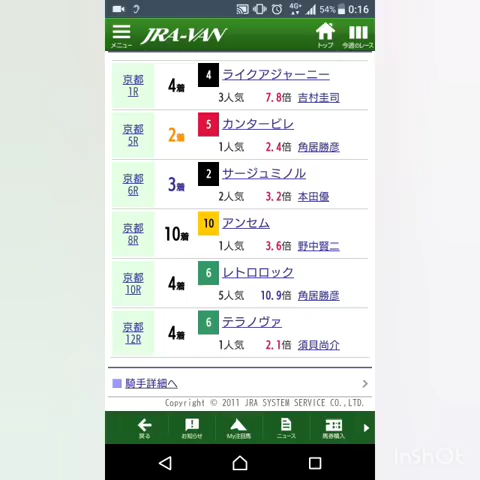 4G+ 54% 0:16
メニュー JRA-VAN トップ 今週のレース
京都 1R 4着 4 ライクアジャーニー
3人気 7.8倍 吉村圭司
京都 5R 2着 5 カンタービレ
1人気 2.4倍 角居勝彦
京都 6R 3着 2 サージュミノル
2人気 3.2倍 本田優
京都 8R 10着 10 アンセム
1人気 3.6倍 野中賢二
京都 10R 4着 6 レトロロック
5人気 10.9倍 角居勝彦
京都 12R 4着 6 テラノヴァ
1人気 2.1倍 須貝尚介
騎手詳細へ
Copyright © 2011 JRA SYSTEM SERVICE CO.,LTD.
戻る お知らせ My注目馬 ニュース 馬券購入
InShOt